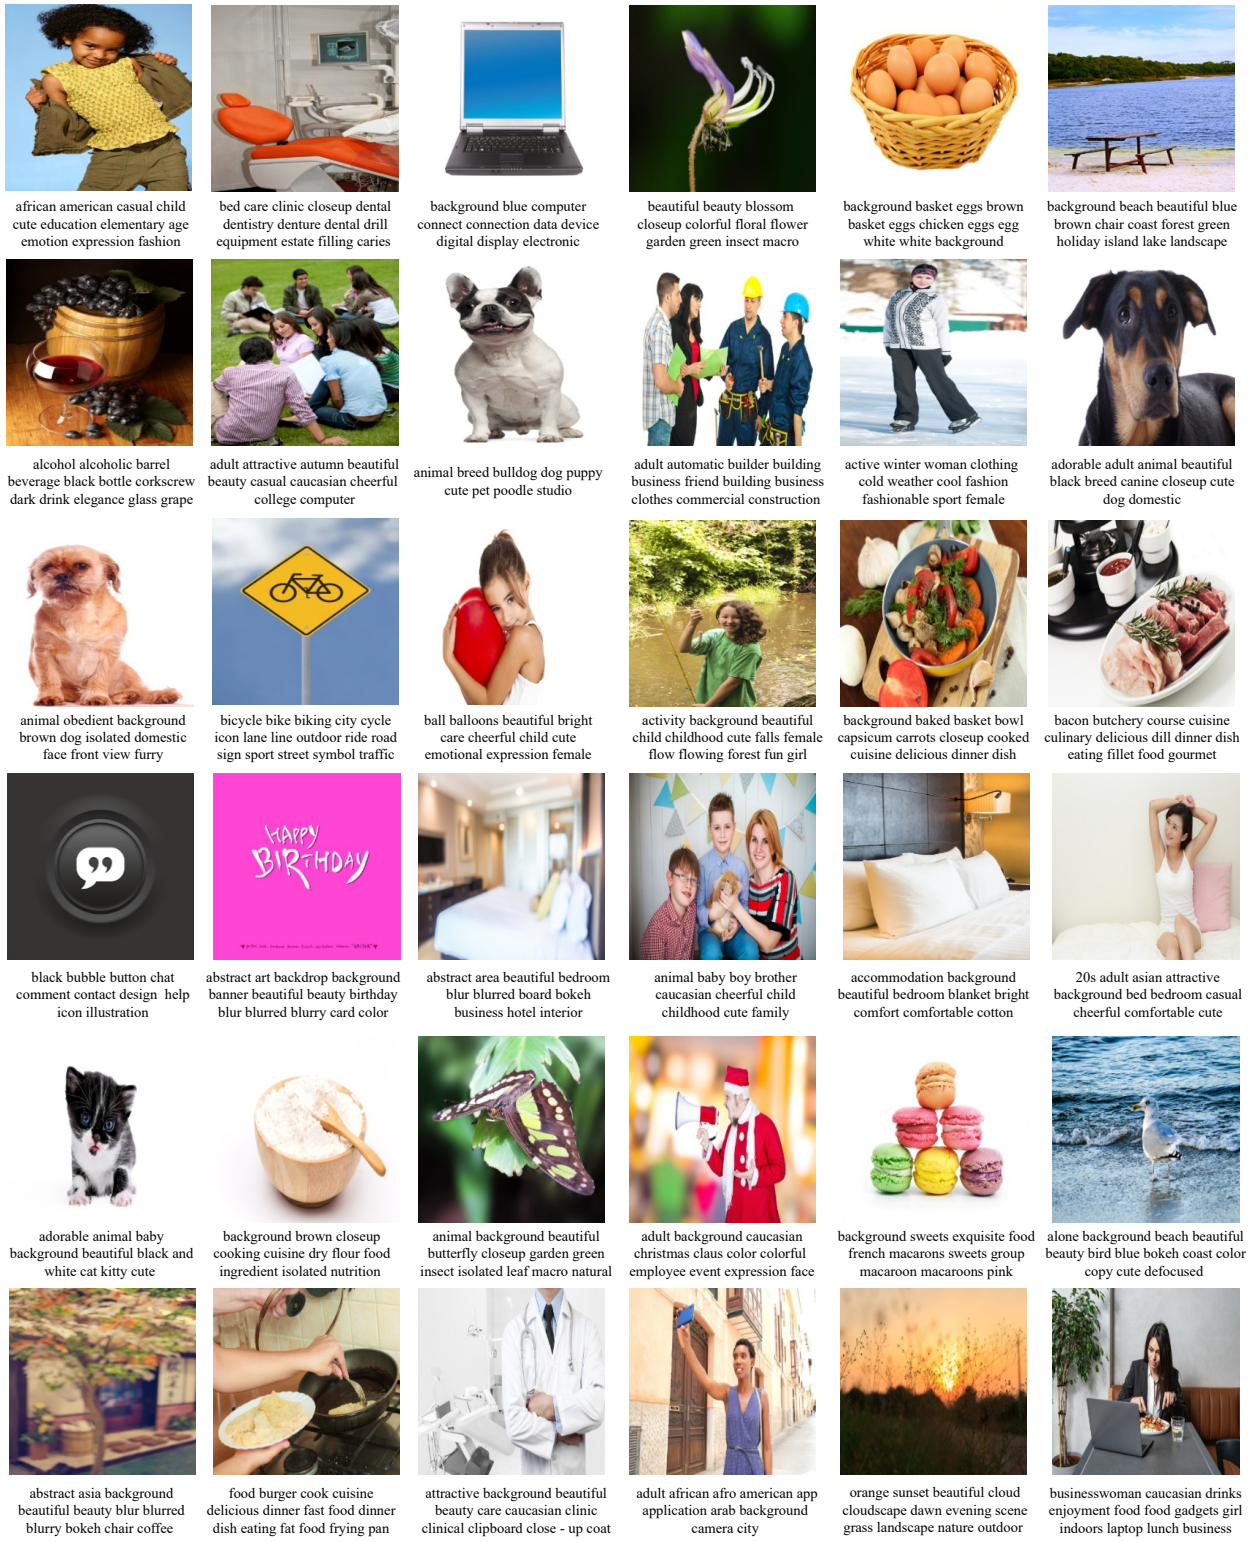 african american casual child
cute education elementary age
emotion expression fashion
bed care clinic closeup dental
dentistry denture dental drill
equipment estate filling caries
background blue computer
connect connection data device
digital display electronic
beautiful beauty blossom
closeup colorful floral flower
garden green insect macro
background basket eggs brown
basket eggs chicken eggs egg
white white background
background beach beautiful blue
brown chair coast forest green
holiday island lake landscape
alcohol alcoholic barrel
beverage black bottle corkscrew
dark drink elegance glass grape
adult attractive autumn beautiful
beauty casual caucasian cheerful
college computer
animal breed bulldog dog puppy
cute pet poodle studio
adult automatic builder building
business friend building business
clothes commercial construction
active winter woman clothing
cold weather cool fashion
fashionable sport female
adorable adult animal beautiful
black breed canine closeup cute
dog domestic
animal obedient background
brown dog isolated domestic
face front view furry
bicycle bike biking city cycle
icon lane line outdoor ride road
sign sport street symbol traffic
ball balloons beautiful bright
care cheerful child cute
emotional expression female
activity background beautiful
child childhood cute falls female
flow flowing forest fun girl
background baked basket bowl
capsicum carrots closeup cooked
cuisine delicious dinner dish
bacon butchery course cuisine
culinary delicious dill dinner dish
eating fillet food gourmet
HAPPY
BIRTHDAY
black bubble button chat
comment contact design help
icon illustration
abstract art backdrop background
banner beautiful beauty birthday
blur blurred blurry card color
abstract area beautiful bedroom
blur blurred board bokeh
business hotel interior
animal baby boy brother
caucasian cheerful child
childhood cute family
accommodation background
beautiful bedroom blanket bright
comfort comfortable cotton
20s adult asian attractive
background bed bedroom casual
cheerful comfortable cute
adorable animal baby
background beautiful black and
white cat kitty cute
background brown closeup
cooking cuisine dry flour food
ingredient isolated nutrition
animal background beautiful
butterfly closeup garden green
insect isolated leaf macro natural
adult background caucasian
christmas claus color colorful
employee event expression face
background sweets exquisite food
french macarons sweets group
macaroon macaroons pink
alone background beach beautiful
beauty bird blue bokeh coast color
copy cute defocused
abstract asia background
beautiful beauty blur blurred
blurry bokeh chair coffee
food burger cook cuisine
delicious dinner fast food dinner
dish eating fat food frying pan
attractive background beautiful
beauty care caucasian clinic
clinical clipboard close - up coat
adult african afro american app
application arab background
camera city
orange sunset beautiful cloud
cloudscape dawn evening scene
grass landscape nature outdoor
businesswoman caucasian drinks
enjoyment food food gadgets girl
indoors laptop lunch business